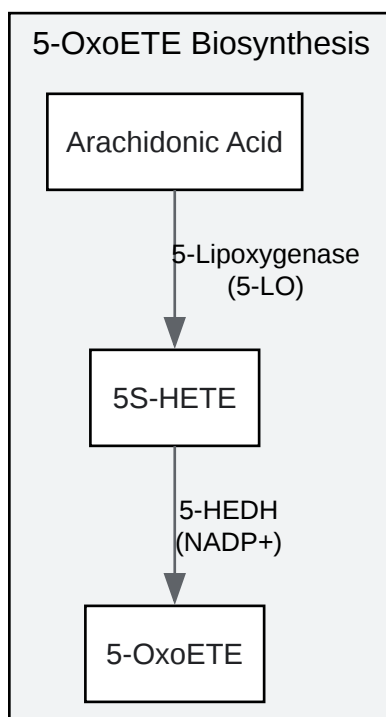 5-OxoETE Biosynthesis
Arachidonic Acid
5-Lipoxygenase
(5-LO)
5S-HETE
5-HEDH
(NADP+)
5-OxoETE